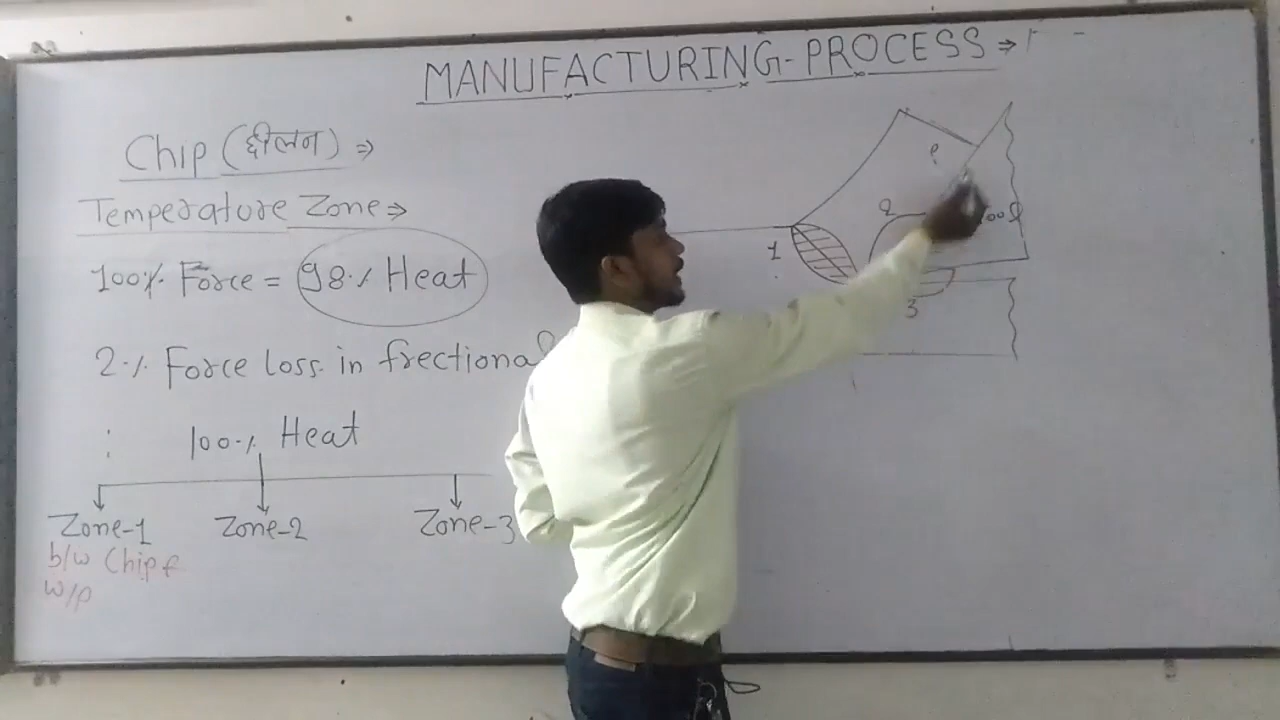 MANUFACTURING-PROCESS ⇒
Chip (छीलन) ⇒
Temperature Zone ⇒
100% Force = 98% Heat
2% Force loss in frectional
100% Heat
Zone-1 Zone-2 Zone-3
b/w Chip &
w/p
1
2
3